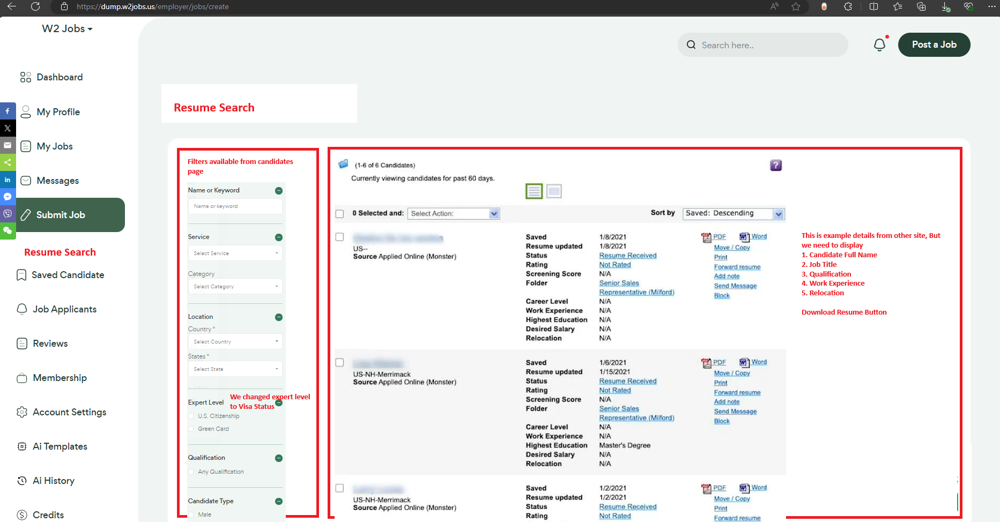 https://dump.w2jobs.us/employer/jobs/create
W2 Jobs
Search here..
Post a Job
Dashboard
My Profile
My Jobs
Messages
Submit Job
Resume Search
Saved Candidate
Job Applicants
Reviews
Membership
Account Settings
Ai Templates
Ai History
Credits
Resume Search
Filters available from candidates
page
Name or Keyword
Name or keyword
Service
Select Service
Category
Select Category
Location
Country *
Select Country
States *
Select State
Expert Level
We changed expert level
to Visa Status
U.S. Citizenship
Green Card
Qualification
Any Qualification
Candidate Type
Male
(1-6 of 6 Candidates)
Currently viewing candidates for past 60 days.
?
0 Selected and: Select Action:
Sort by Saved: Descending
US--
Source Applied Online (Monster)
Saved 1/8/2021
Resume updated 1/8/2021
Status Resume Received
Rating Not Rated
Screening Score N/A
Folder Senior Sales
Representative (Milford)
Career Level N/A
Work Experience N/A
Highest Education N/A
Desired Salary N/A
Relocation N/A
PDF Word
Move / Copy
Print
Forward resume
Add note
Send Message
Block
US-NH-Merrimack
Source Applied Online (Monster)
Saved 1/6/2021
Resume updated 1/15/2021
Status Resume Received
Rating Not Rated
Screening Score N/A
Folder Senior Sales
Representative (Milford)
Career Level N/A
Work Experience N/A
Highest Education Master's Degree
Desired Salary N/A
Relocation N/A
PDF Word
Move / Copy
Print
Forward resume
Add note
Send Message
Block
US-NH-Merrimack
Source Applied Online (Monster)
Saved 1/2/2021
Resume updated 1/2/2021
Status Resume Received
Rating Not Rated
PDF Word
Move / Copy
Print
Forward resume
This is example details from other site, But
we need to display
1. Candidate Full Name
2. Job Title
3. Qualification
4. Work Experience
5. Relocation
Download Resume Button